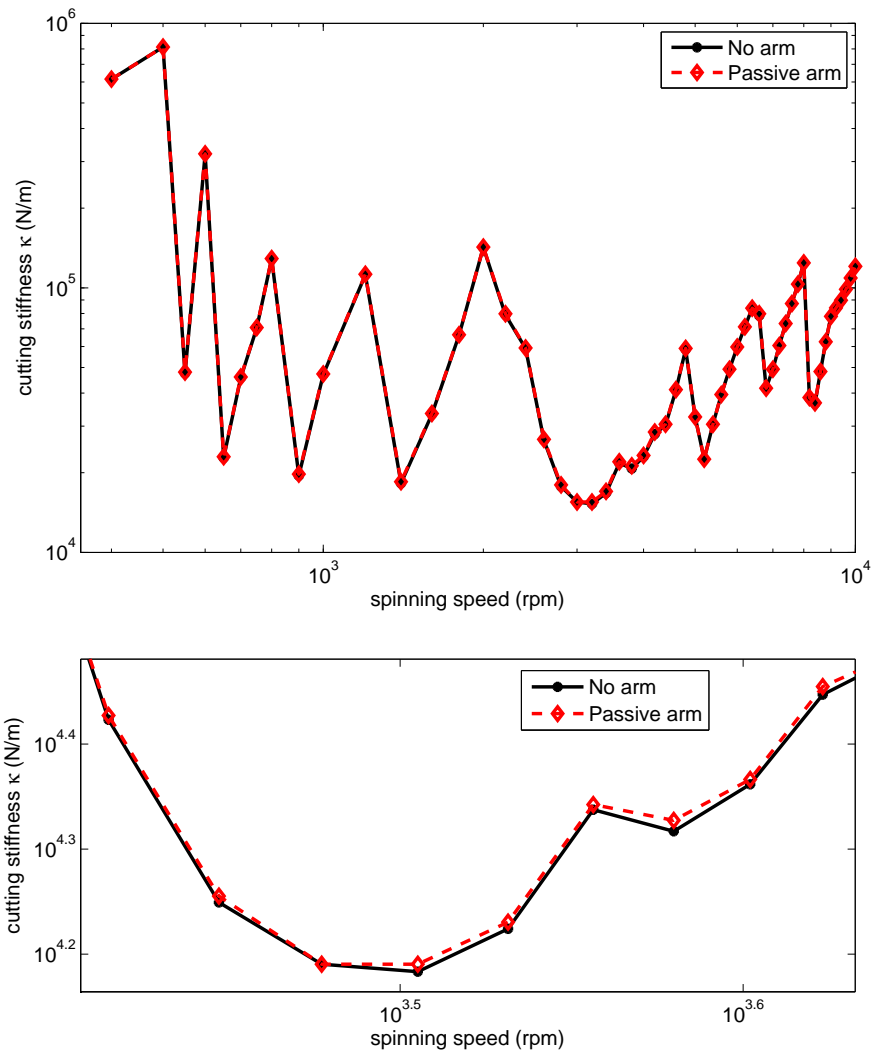 10^6
No arm
Passive arm
cutting stiffness κ (N/m)
10^5
10^4
10^3
10^4
spinning speed (rpm)
No arm
Passive arm
cutting stiffness κ (N/m)
10^4.4
10^4.3
10^4.2
10^3.5
10^3.6
spinning speed (rpm)